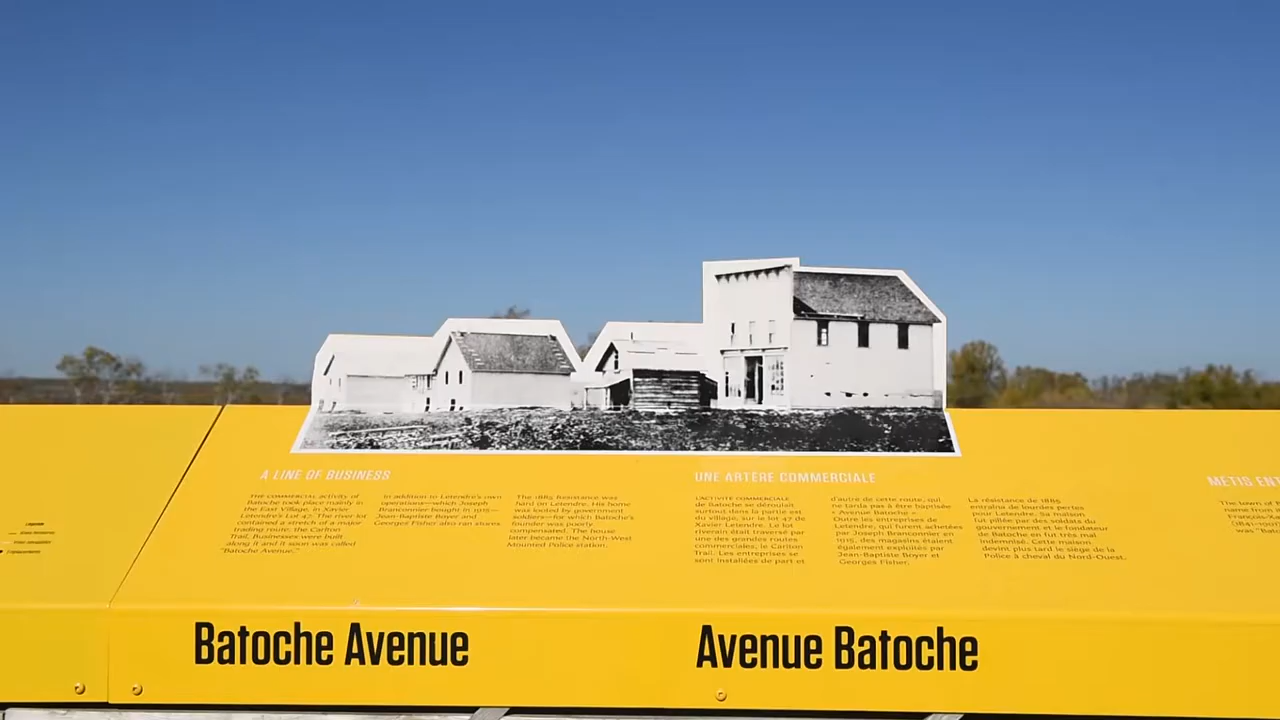 A LINE OF BUSINESS
THE COMMERCIAL activity of
Batoche took place mainly in
the East Village, in Xavier
Letendre's Lot 47. The river lot
contained a stretch of a major
trading route, the Carlton
Trail. Businesses were built
along it and it soon was called
"Batoche Avenue."
In addition to Letendre's own
operations—which Joseph
Branconnier bought in 1915—
Jean-Baptiste Boyer and
Georges Fisher also ran stores.
The 1885 Resistance was
hard on Letendre. His home
was looted by government
soldiers—for which Batoche's
founder was poorly
compensated. The house
later became the North-West
Mounted Police station.
UNE ARTÈRE COMMERCIALE
L'ACTIVITÉ COMMERCIALE
de Batoche se déroulait
surtout dans la partie est
du village, sur le lot 47 de
Xavier Letendre. Le lot
riverain était traversé par
une des grandes routes
commerciales, le Carlton
Trail. Les entreprises se
sont installées de part et
d'autre de cette route, qui
ne tarda pas à être baptisée
« Avenue Batoche ».
Outre les entreprises de
Letendre, qui furent achetées
par Joseph Branconnier en
1915, des magasins étaient
également exploités par
Jean-Baptiste Boyer et
Georges Fisher.
La résistance de 1885
entraîna de lourdes pertes
pour Letendre. Sa maison
fut pillée par des soldats du
gouvernement et le fondateur
de Batoche en fut très mal
indemnisé. Cette maison
devint plus tard le siège de la
Police à cheval du Nord-Ouest.
METIS ENT
The town of
name from
François-Xa
was "Bat
Batoche Avenue
Avenue Batoche